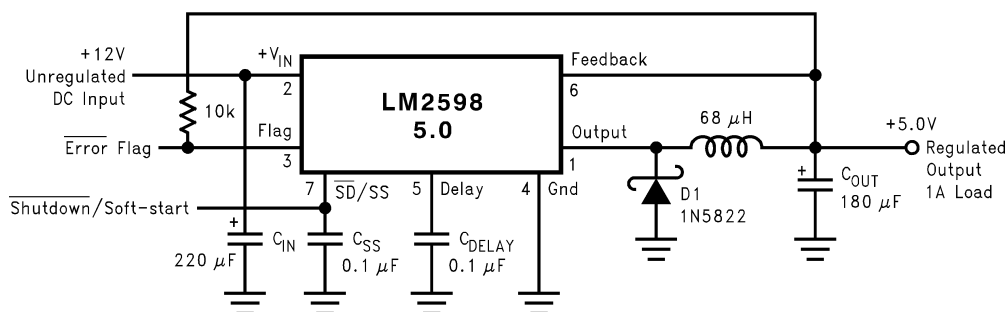 +12V
Unregulated
DC Input
+VIN
2
Feedback
6
LM2598
5.0
10k
Error Flag
Flag
3
Output
1
68 μH
+5.0V
Regulated
Output
1A Load
7
SD/SS
5
Delay
4
Gnd
Shutdown/Soft-start
D1
1N5822
+
COUT
180 μF
+
CIN
220 μF
CSS
0.1 μF
CDELAY
0.1 μF